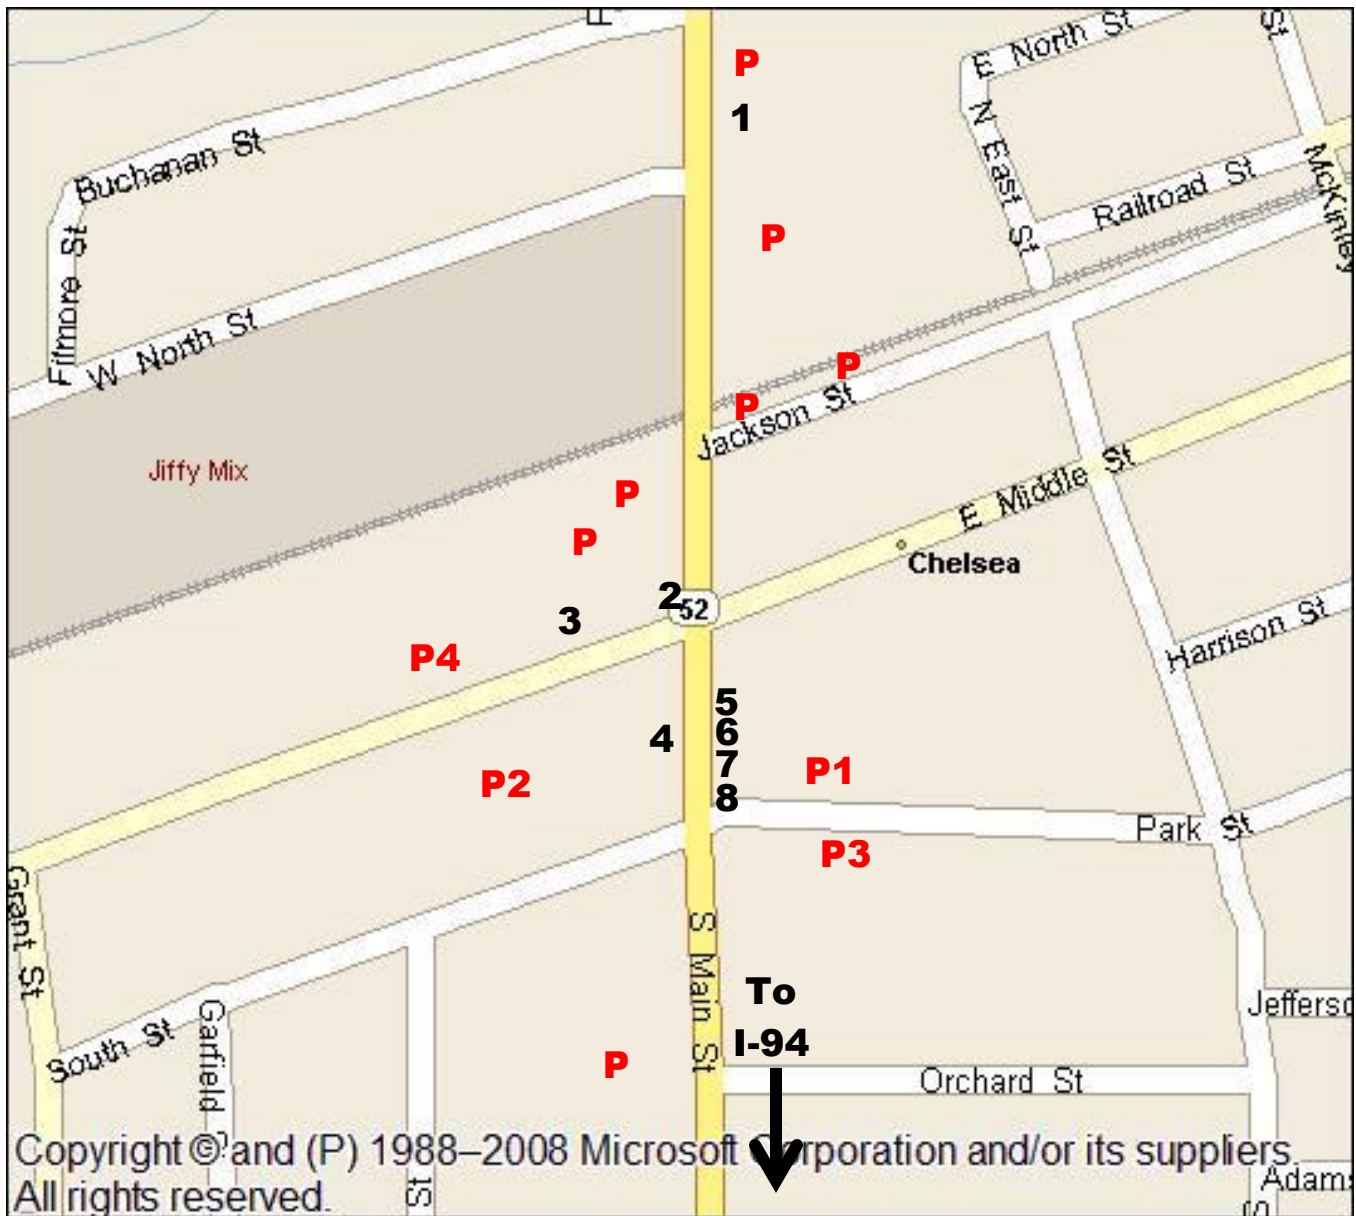 E North St
St
P
1
Buchanan St
N East St
Railroad St
McKinley
Filmore St
P
W North St
P
P
Jackson St
Jiffy Mix
P
E Middle St
P
Chelsea
2
52
3
Harrison St
P4
5
4
6
7
P1
P2
8
Park St
P3
Grant St
S Main St
To
I-94
South St
Garfield
P
Orchard St
Copyright © and (P) 1988–2008 Microsoft Corporation and/or its suppliers.
All rights reserved.
St